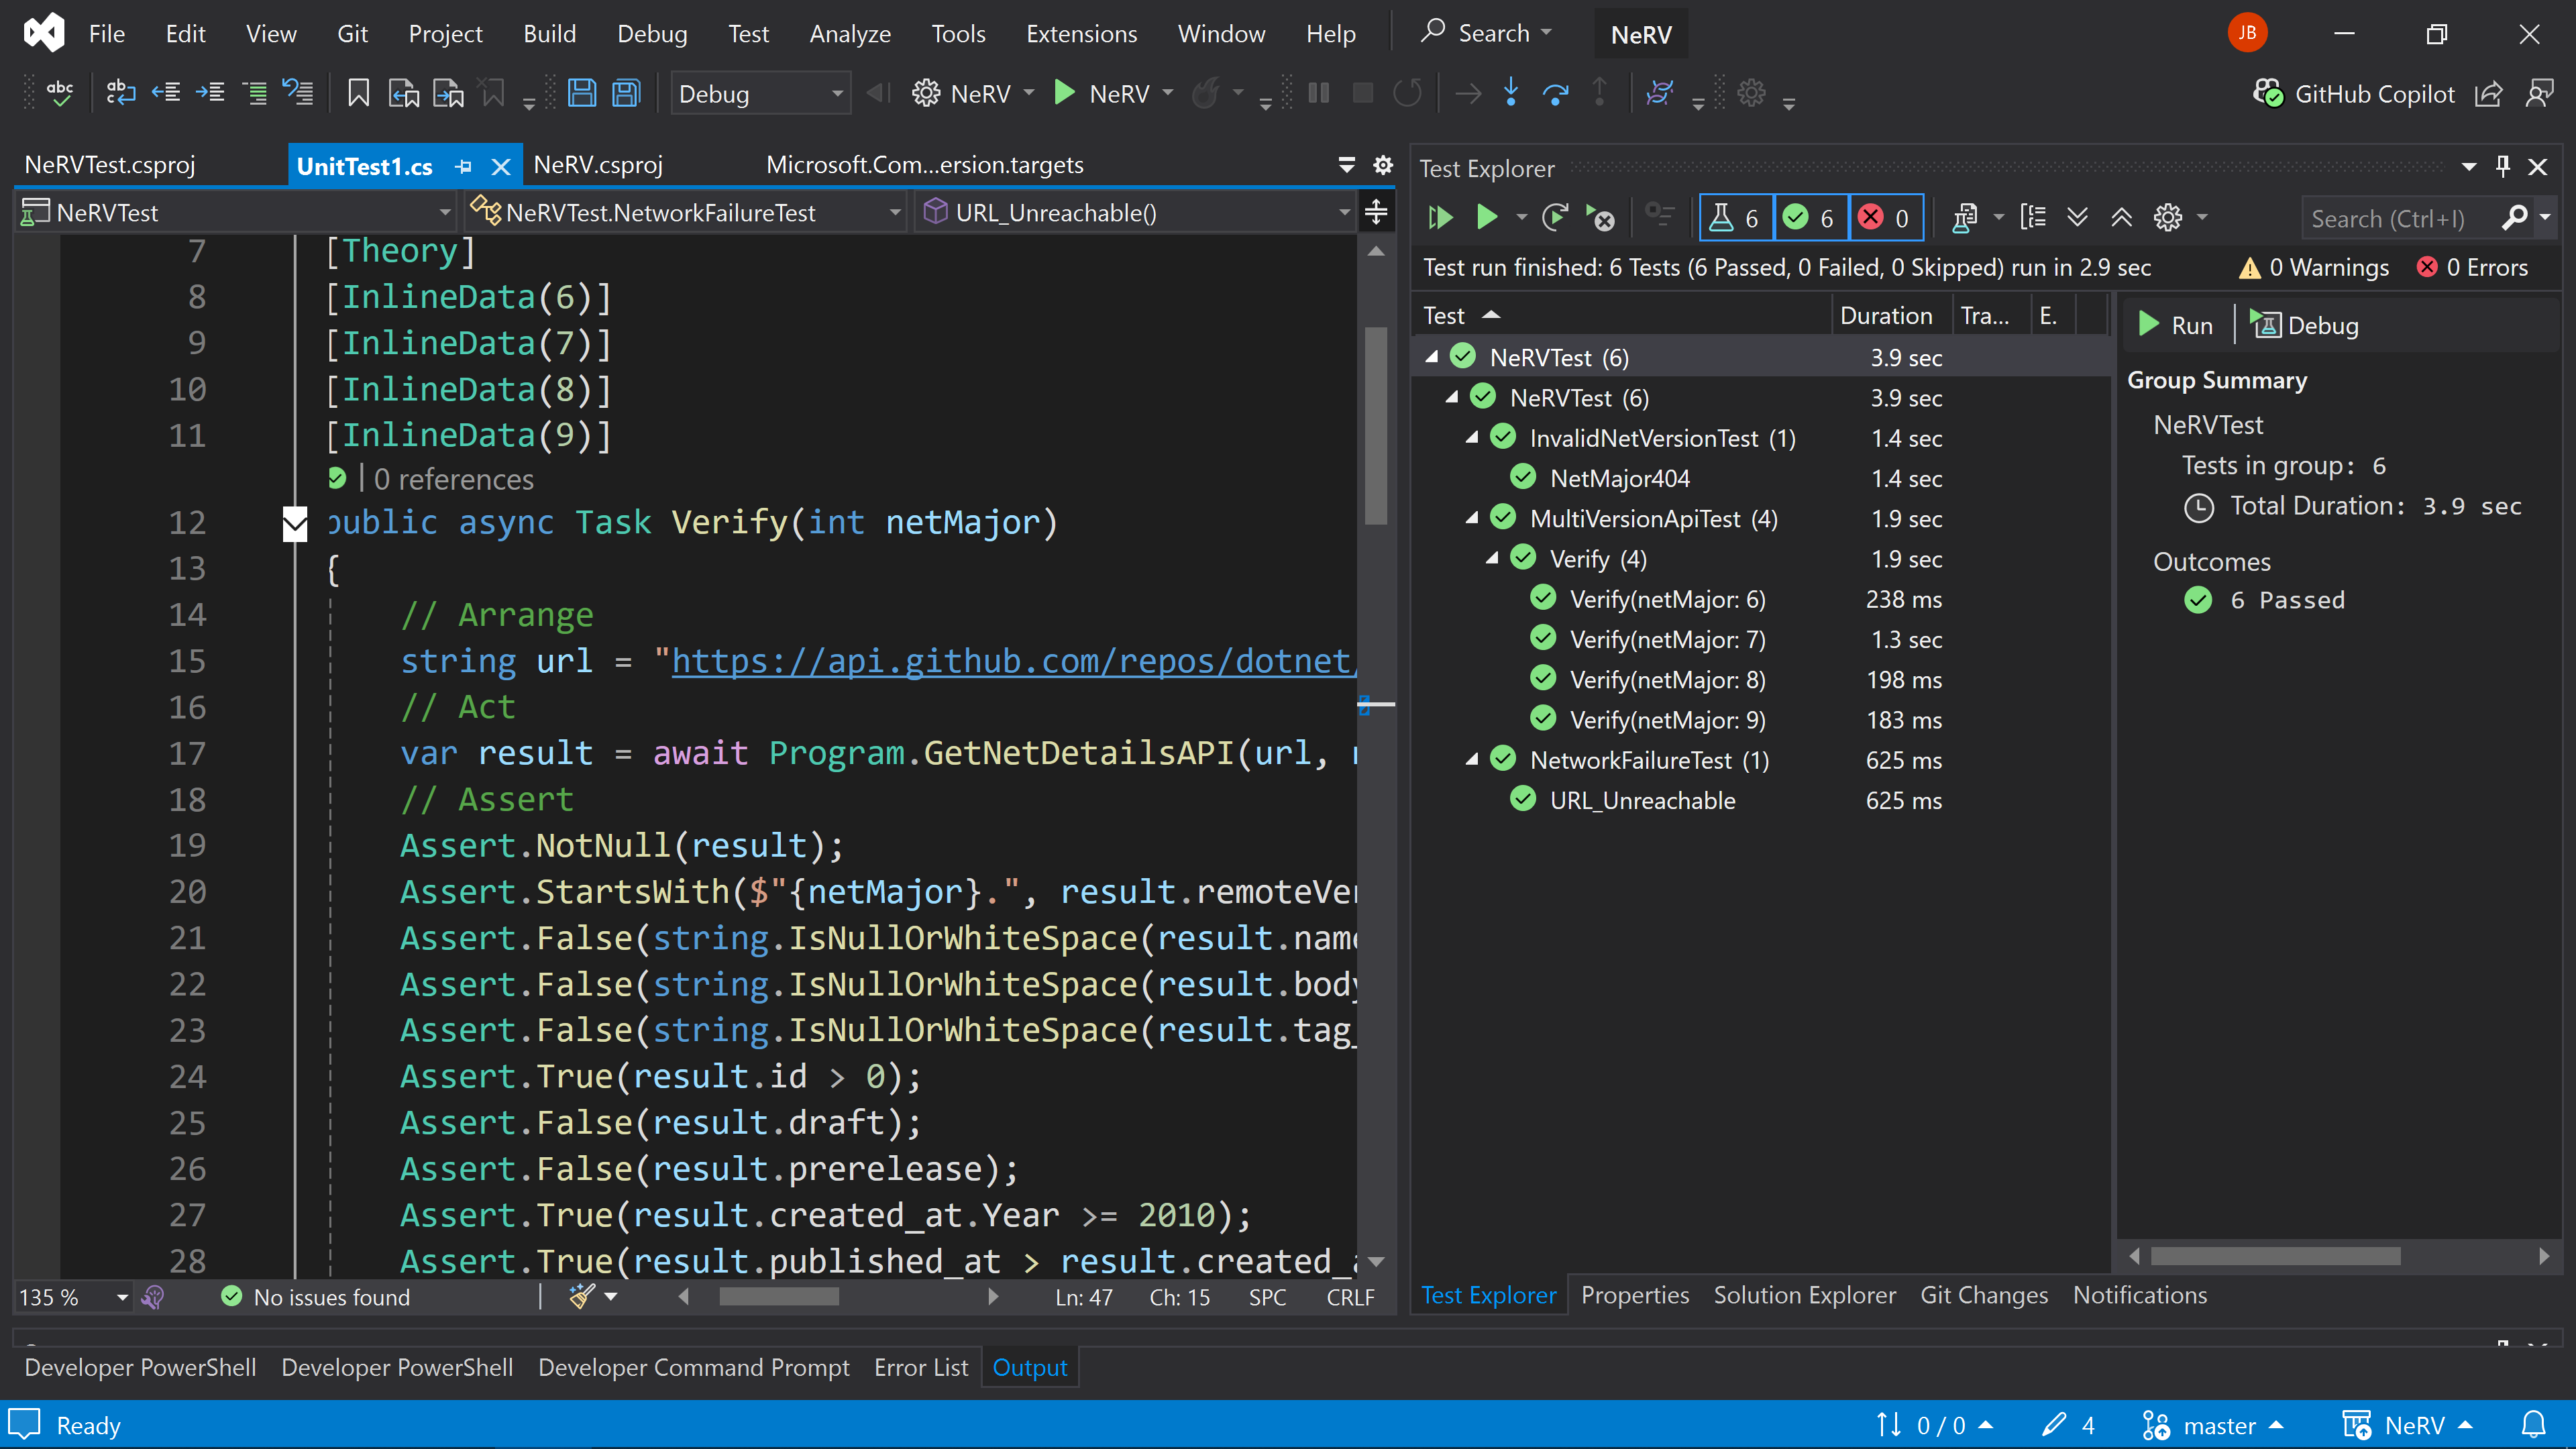 File Edit View Git Project Build Debug Test Analyze Tools Extensions Window Help Search NeRV JB
abc Debug NeRV NeRV GitHub Copilot
NeRVTest.csproj UnitTest1.cs NeRV.csproj Microsoft.Com...ersion.targets
NeRVTest NeRVTest.NetworkFailureTest URL_Unreachable()
7 [Theory]
8 [InlineData(6)]
9 [InlineData(7)]
10 [InlineData(8)]
11 [InlineData(9)]
0 references
12 public async Task Verify(int netMajor)
13 {
14 // Arrange
15 string url = "https://api.github.com/repos/dotnet/
16 // Act
17 var result = await Program.GetNetDetailsAPI(url,
18 // Assert
19 Assert.NotNull(result);
20 Assert.StartsWith($"{netMajor}.", result.remoteVer
21 Assert.False(string.IsNullOrWhiteSpace(result.name
22 Assert.False(string.IsNullOrWhiteSpace(result.body
23 Assert.False(string.IsNullOrWhiteSpace(result.tag_
24 Assert.True(result.id > 0);
25 Assert.False(result.draft);
26 Assert.False(result.prerelease);
27 Assert.True(result.created_at.Year >= 2010);
28 Assert.True(result.published_at > result.created_a
135 % No issues found Ln: 47 Ch: 15 SPC CRLF
Test Explorer
6 6 0 Search (Ctrl+I)
Test run finished: 6 Tests (6 Passed, 0 Failed, 0 Skipped) run in 2.9 sec 0 Warnings 0 Errors
Test Duration Tra... E.
NeRVTest (6) 3.9 sec
NeRVTest (6) 3.9 sec
InvalidNetVersionTest (1) 1.4 sec
NetMajor404 1.4 sec
MultiVersionApiTest (4) 1.9 sec
Verify (4) 1.9 sec
Verify(netMajor: 6) 238 ms
Verify(netMajor: 7) 1.3 sec
Verify(netMajor: 8) 198 ms
Verify(netMajor: 9) 183 ms
NetworkFailureTest (1) 625 ms
URL_Unreachable 625 ms
Run Debug
Group Summary
NeRVTest
Tests in group: 6
Total Duration: 3.9 sec
Outcomes
6 Passed
Test Explorer Properties Solution Explorer Git Changes Notifications
Developer PowerShell Developer PowerShell Developer Command Prompt Error List Output
Ready 0 / 0 4 master NeRV